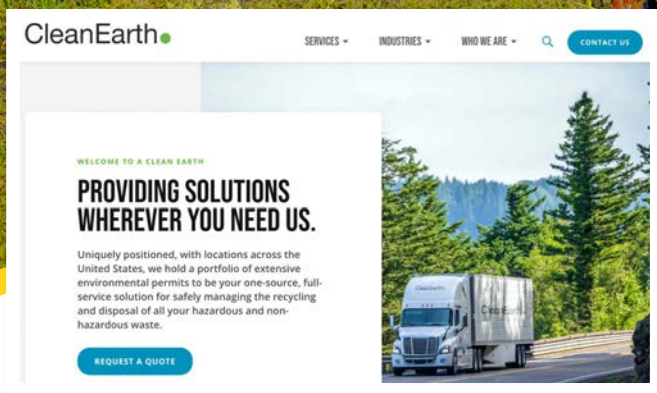 CleanEarth
SERVICES
INDUSTRIES
WHO WE ARE
CONTACT US
WELCOME TO A CLEAN EARTH
PROVIDING SOLUTIONS
WHEREVER YOU NEED US.
Uniquely positioned, with locations across the
United States, we hold a portfolio of extensive
environmental permits to be your one-source, full-
service solution for safely managing the recycling
and disposal of all your hazardous and non-
hazardous waste.
REQUEST A QUOTE
CleanEarth
CleanEarth